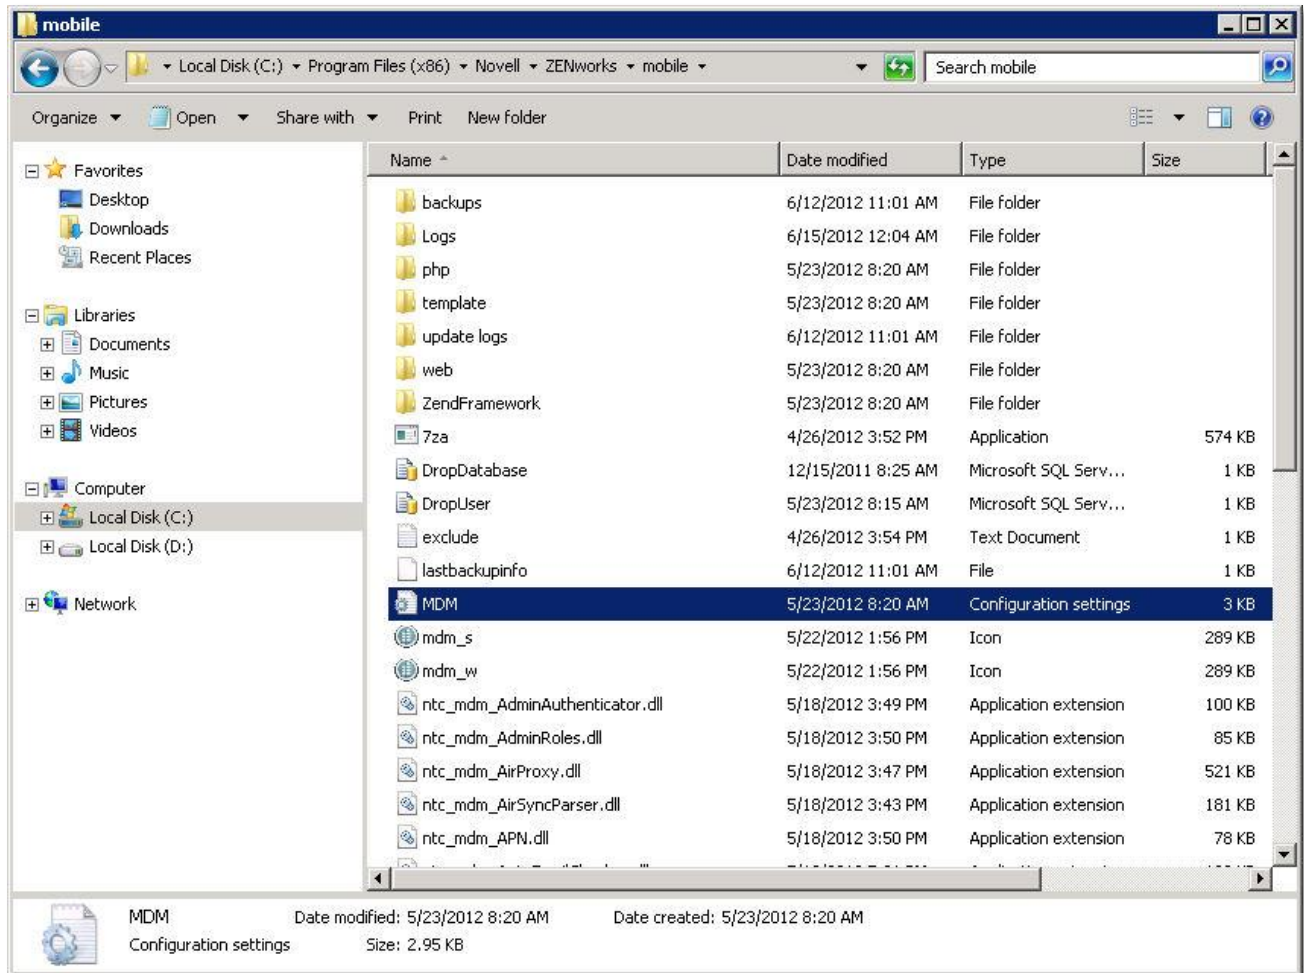 mobile
Local Disk (C:) Program Files (x86) Novell ZENworks mobile
Search mobile
Organize Open Share with Print New folder
Favorites
Desktop
Downloads
Recent Places
Libraries
Documents
Music
Pictures
Videos
Computer
Local Disk (C:)
Local Disk (D:)
Network
Name Date modified Type Size
backups 6/12/2012 11:01 AM File folder
Logs 6/15/2012 12:04 AM File folder
php 5/23/2012 8:20 AM File folder
template 5/23/2012 8:20 AM File folder
update logs 6/12/2012 11:01 AM File folder
web 5/23/2012 8:20 AM File folder
ZendFramework 5/23/2012 8:20 AM File folder
7za 4/26/2012 3:52 PM Application 574 KB
DropDatabase 12/15/2011 8:25 AM Microsoft SQL Serv... 1 KB
DropUser 5/23/2012 8:15 AM Microsoft SQL Serv... 1 KB
exclude 4/26/2012 3:54 PM Text Document 1 KB
lastbackupinfo 6/12/2012 11:01 AM File 1 KB
MDM 5/23/2012 8:20 AM Configuration settings 3 KB
mdm_s 5/22/2012 1:56 PM Icon 289 KB
mdm_w 5/22/2012 1:56 PM Icon 289 KB
ntc_mdm_AdminAuthenticator.dll 5/18/2012 3:49 PM Application extension 100 KB
ntc_mdm_AdminRoles.dll 5/18/2012 3:50 PM Application extension 85 KB
ntc_mdm_AirProxy.dll 5/18/2012 3:47 PM Application extension 521 KB
ntc_mdm_AirSyncParser.dll 5/18/2012 3:43 PM Application extension 181 KB
ntc_mdm_APN.dll 5/18/2012 3:50 PM Application extension 78 KB
MDM Date modified: 5/23/2012 8:20 AM Date created: 5/23/2012 8:20 AM
Configuration settings Size: 2.95 KB